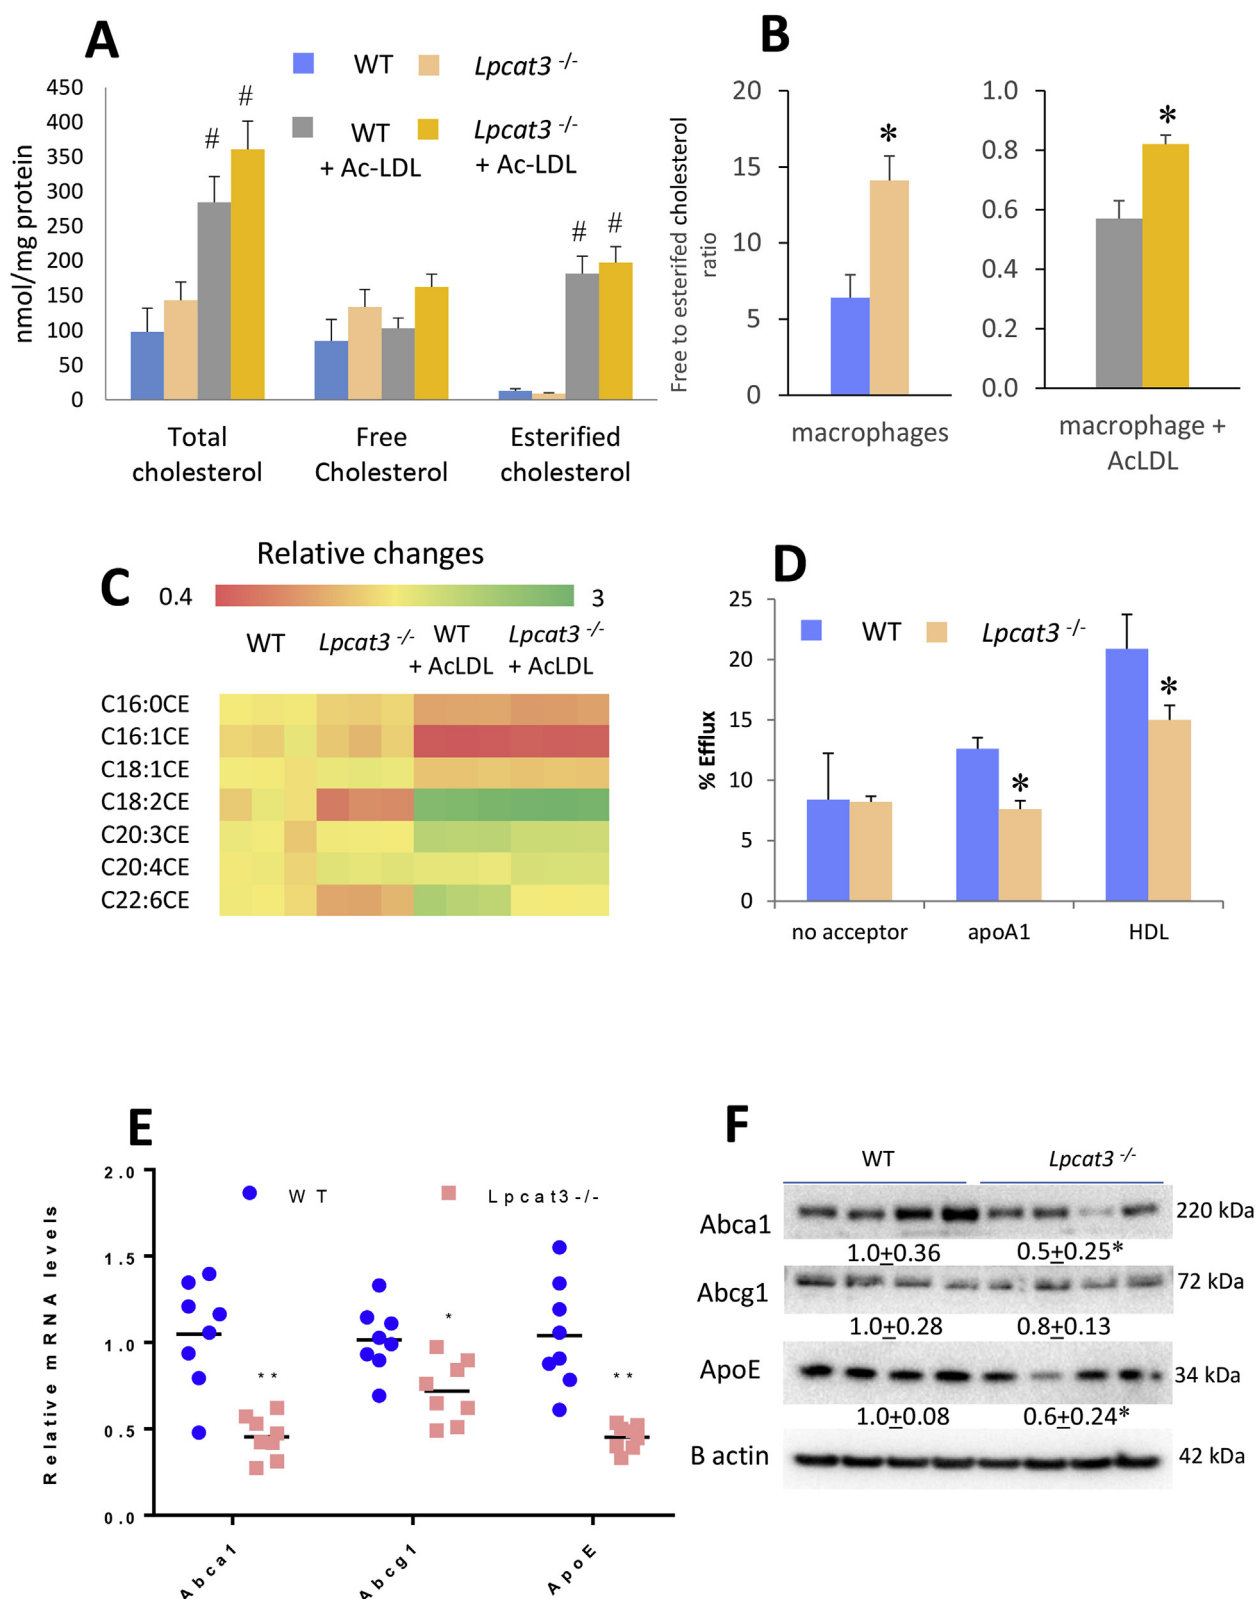 A
WT
Lpcat3 -/-
WT
+ Ac-LDL
Lpcat3 -/-
+ Ac-LDL
nmol/mg protein
450
400
350
300
250
200
150
100
50
0
#
#
#
#
Total
cholesterol
Free
Cholesterol
Esterified
cholesterol
B
Free to esterifed cholesterol
ratio
20
15
10
5
0
*
macrophages
1.0
0.8
0.6
0.4
0.2
0.0
*
macrophage +
AcLDL
C
Relative changes
0.4
3
WT
Lpcat3 -/-
WT
+ AcLDL
Lpcat3 -/-
+ AcLDL
C16:0CE
C16:1CE
C18:1CE
C18:2CE
C20:3CE
C20:4CE
C22:6CE
D
% Efflux
25
20
15
10
5
0
WT
Lpcat3 -/-
*
*
no acceptor
apoA1
HDL
E
Relative mRNA levels
2.0
1.5
1.0
0.5
0.0
WT
Lpcat3-/-
**
*
**
Abca1
Abcg1
ApoE
F
WT
Lpcat3 -/-
Abca1
220 kDa
1.0±0.36
0.5±0.25*
Abcg1
72 kDa
1.0±0.28
0.8±0.13
ApoE
34 kDa
1.0±0.08
0.6±0.24*
B actin
42 kDa